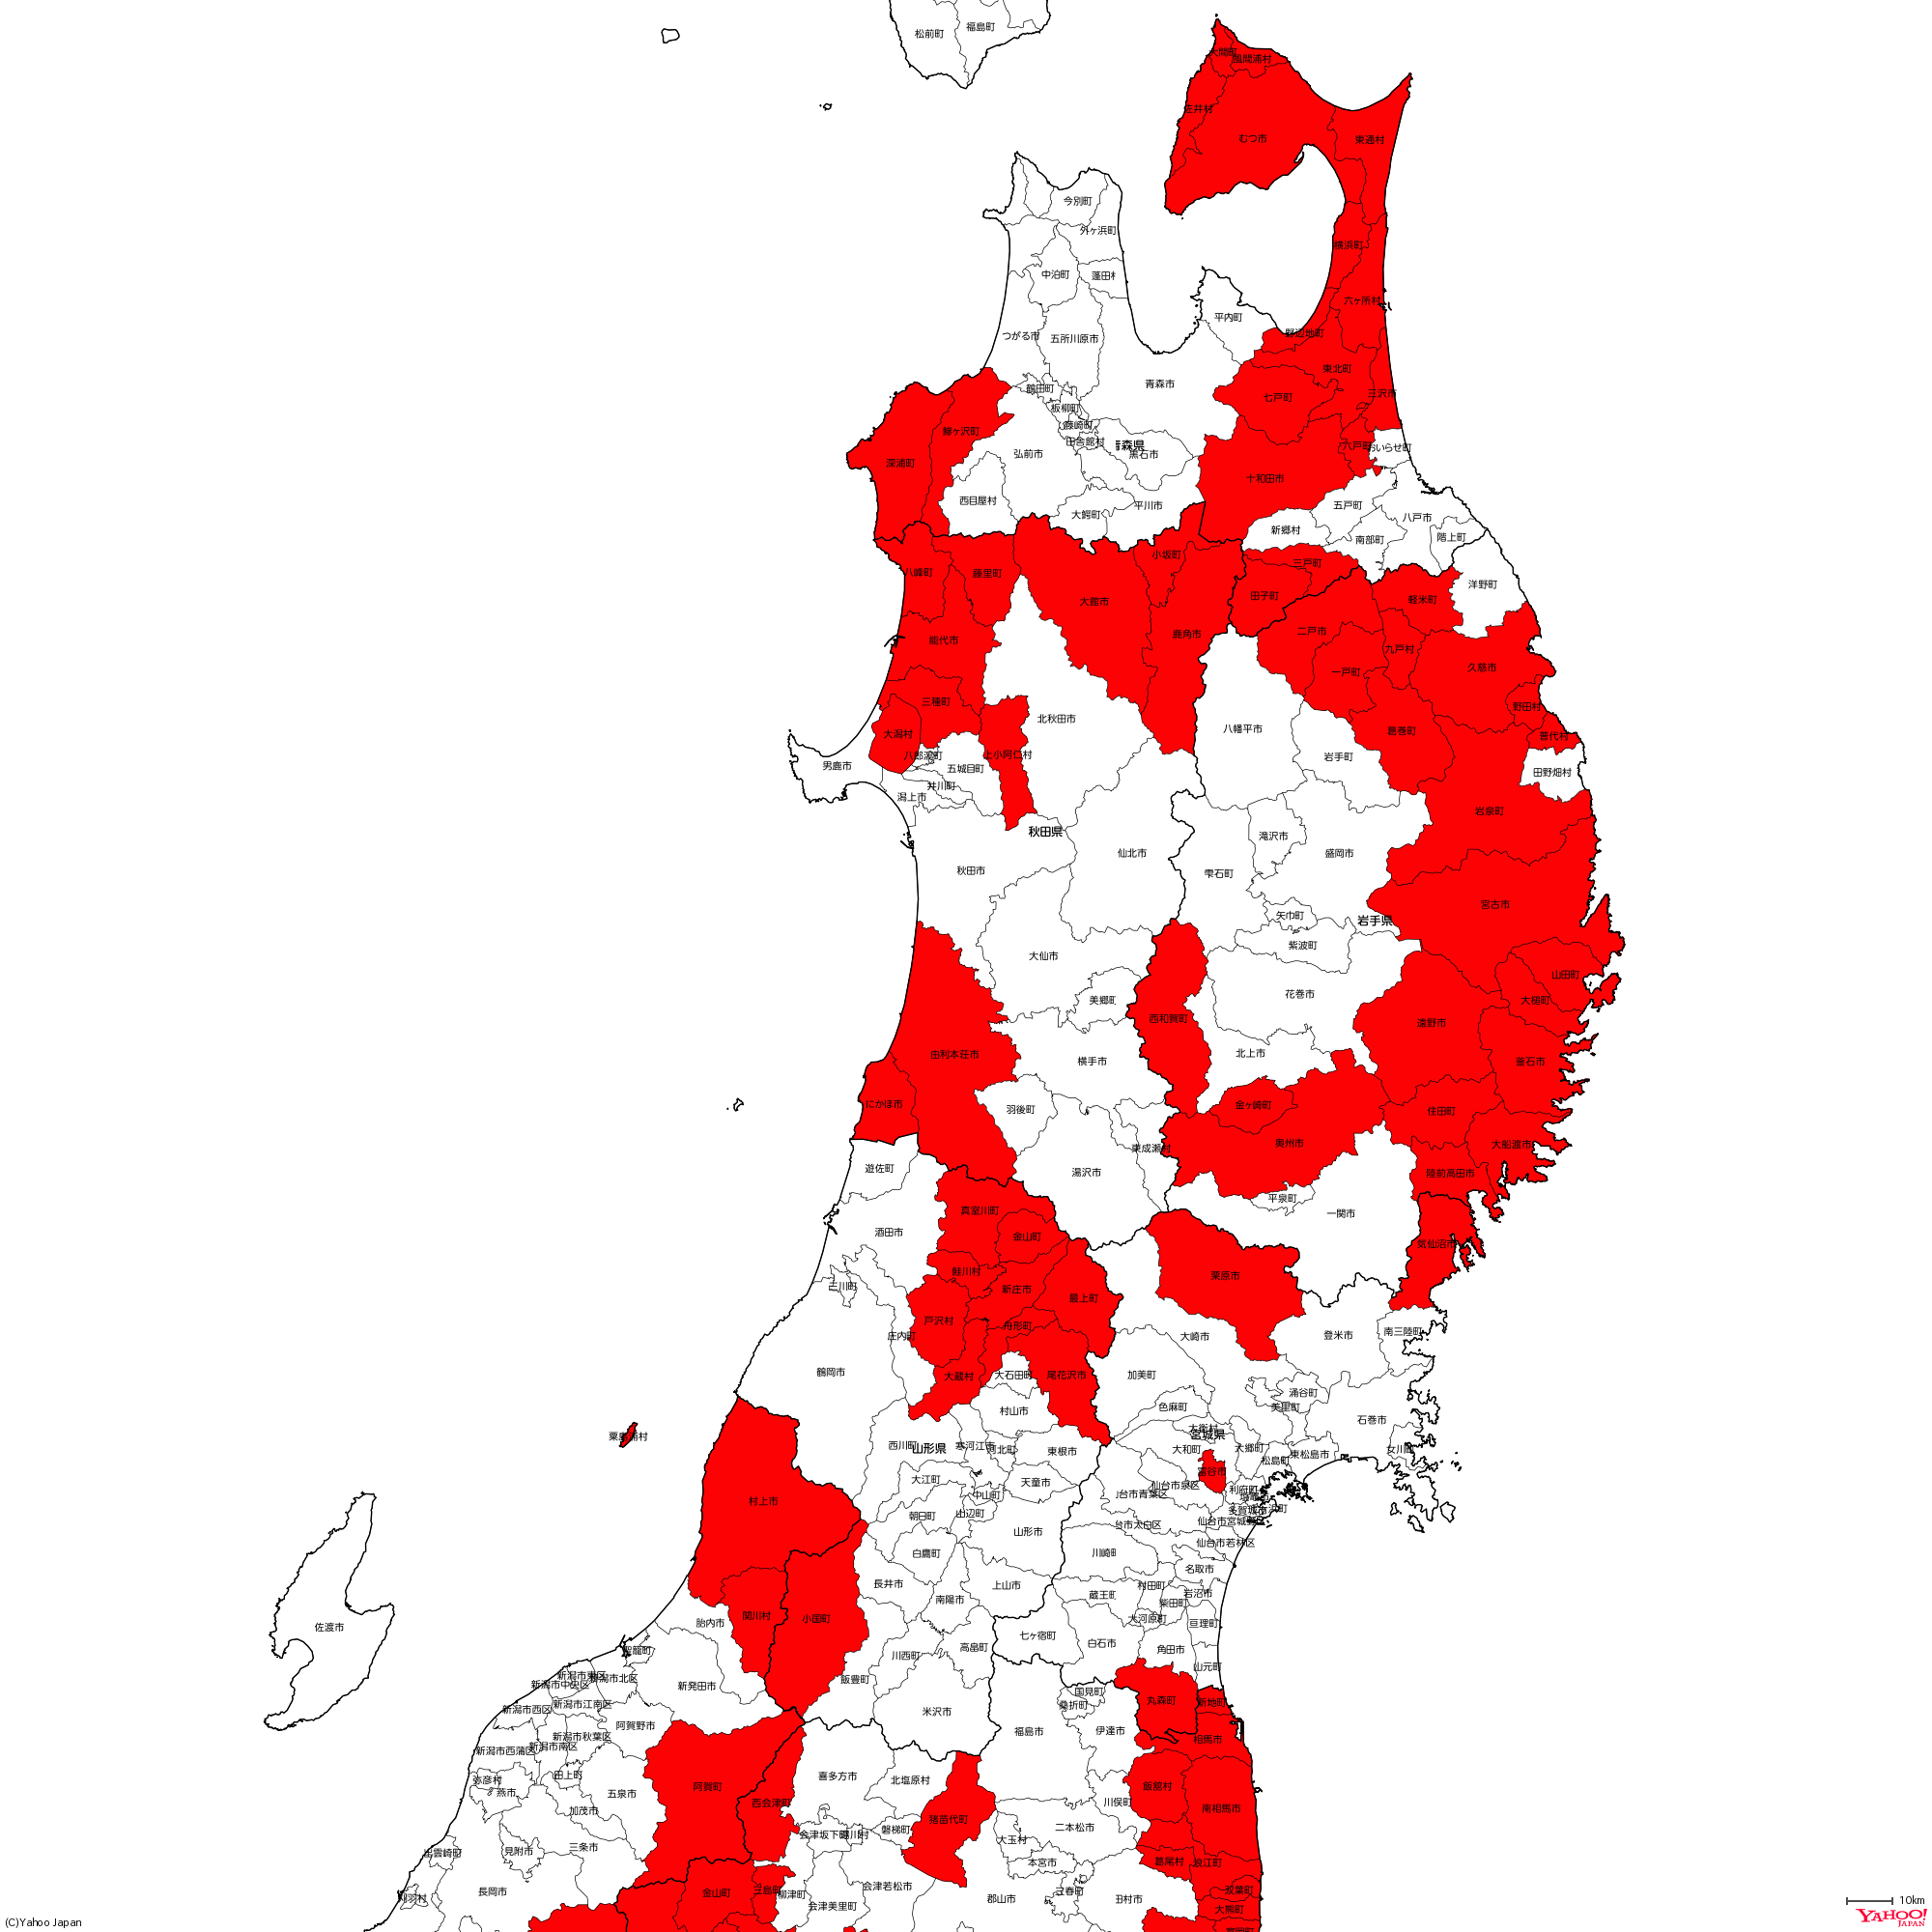 松前町
福島町
大間町
風間浦村
佐井村
むつ市
東通村
今別町
外ヶ浜町
横浜町
中泊町
蓬田村
六ヶ所村
平内町
つがる市
五所川原市
野辺地町
東北町
青森市
鶴田町
三沢市
七戸町
板柳町
藤崎町
鰺ヶ沢町
田舎館村
青森県
六戸町
おいらせ町
弘前市
黒石市
深浦町
十和田市
西目屋村
平川市
五戸町
大鰐町
八戸市
新郷村
南部町
階上町
小坂町
三戸町
八峰町
藤里町
洋野町
田子町
大館市
軽米町
二戸市
鹿角市
能代市
九戸村
久慈市
一戸町
三種町
野田村
北秋田市
八幡平市
葛巻町
大潟村
普代村
八郎潟町
上小阿仁村
岩手町
男鹿市
五城目町
田野畑村
井川町
潟上市
岩泉町
秋田県
滝沢市
仙北市
盛岡市
秋田市
雫石町
宮古市
矢巾町
岩手県
紫波町
大仙市
山田町
花巻市
美郷町
大槌町
西和賀町
遠野市
由利本荘市
北上市
横手市
釜石市
にかほ市
金ヶ崎町
羽後町
住田町
奥州市
大船渡市
東成瀬村
遊佐町
湯沢市
陸前高田市
平泉町
真室川町
一関市
酒田市
金山町
気仙沼市
鮭川村
栗原市
三川町
新庄市
最上町
戸沢村
舟形町
南三陸町
庄内町
大崎市
登米市
鶴岡市
大蔵村
大石田町
尾花沢市
加美町
涌谷町
色麻町
美里町
村山市
石巻市
大衡村
粟島浦村
宮城県
西川町
山形県
寒河江市
河北町
東根市
大和町
大郷町
女川町
東松島市
松島町
富谷市
大江町
天童市
仙台市泉区
利府町
仙台市青葉区
中山町
村上市
塩竈市
七ヶ浜町
多賀城市
朝日町
山辺町
仙台市宮城野区
仙台市太白区
山形市
仙台市若林区
白鷹町
川崎町
名取市
長井市
上山市
村田町
岩沼市
蔵王町
南陽市
柴田町
関川村
小国町
大河原町
胎内市
亘理町
佐渡市
七ヶ宿町
白石市
高畠町
角田市
聖籠町
川西町
山元町
新潟市東区
新潟市北区
飯豊町
新潟市中央区
新発田市
国見町
丸森町
新地町
新潟市江南区
桑折町
新潟市西区
米沢市
阿賀野市
福島市
伊達市
新潟市秋葉区
相馬市
新潟市南区
新潟市西蒲区
田上町
喜多方市
弥彦村
北塩原村
阿賀町
飯舘村
燕市
五泉市
西会津町
川俣町
南相馬市
加茂市
猪苗代町
二本松市
磐梯町
会津坂下町
湯川村
大玉村
三条市
見附市
出雲崎町
本宮市
葛尾村
浪江町
会津若松市
双葉町
長岡市
金山町
三島町
柳津町
三春町
刈羽村
郡山市
田村市
会津美里町
大熊町
富岡町
10km
YAHOO!
JAPAN
(C)Yahoo Japan